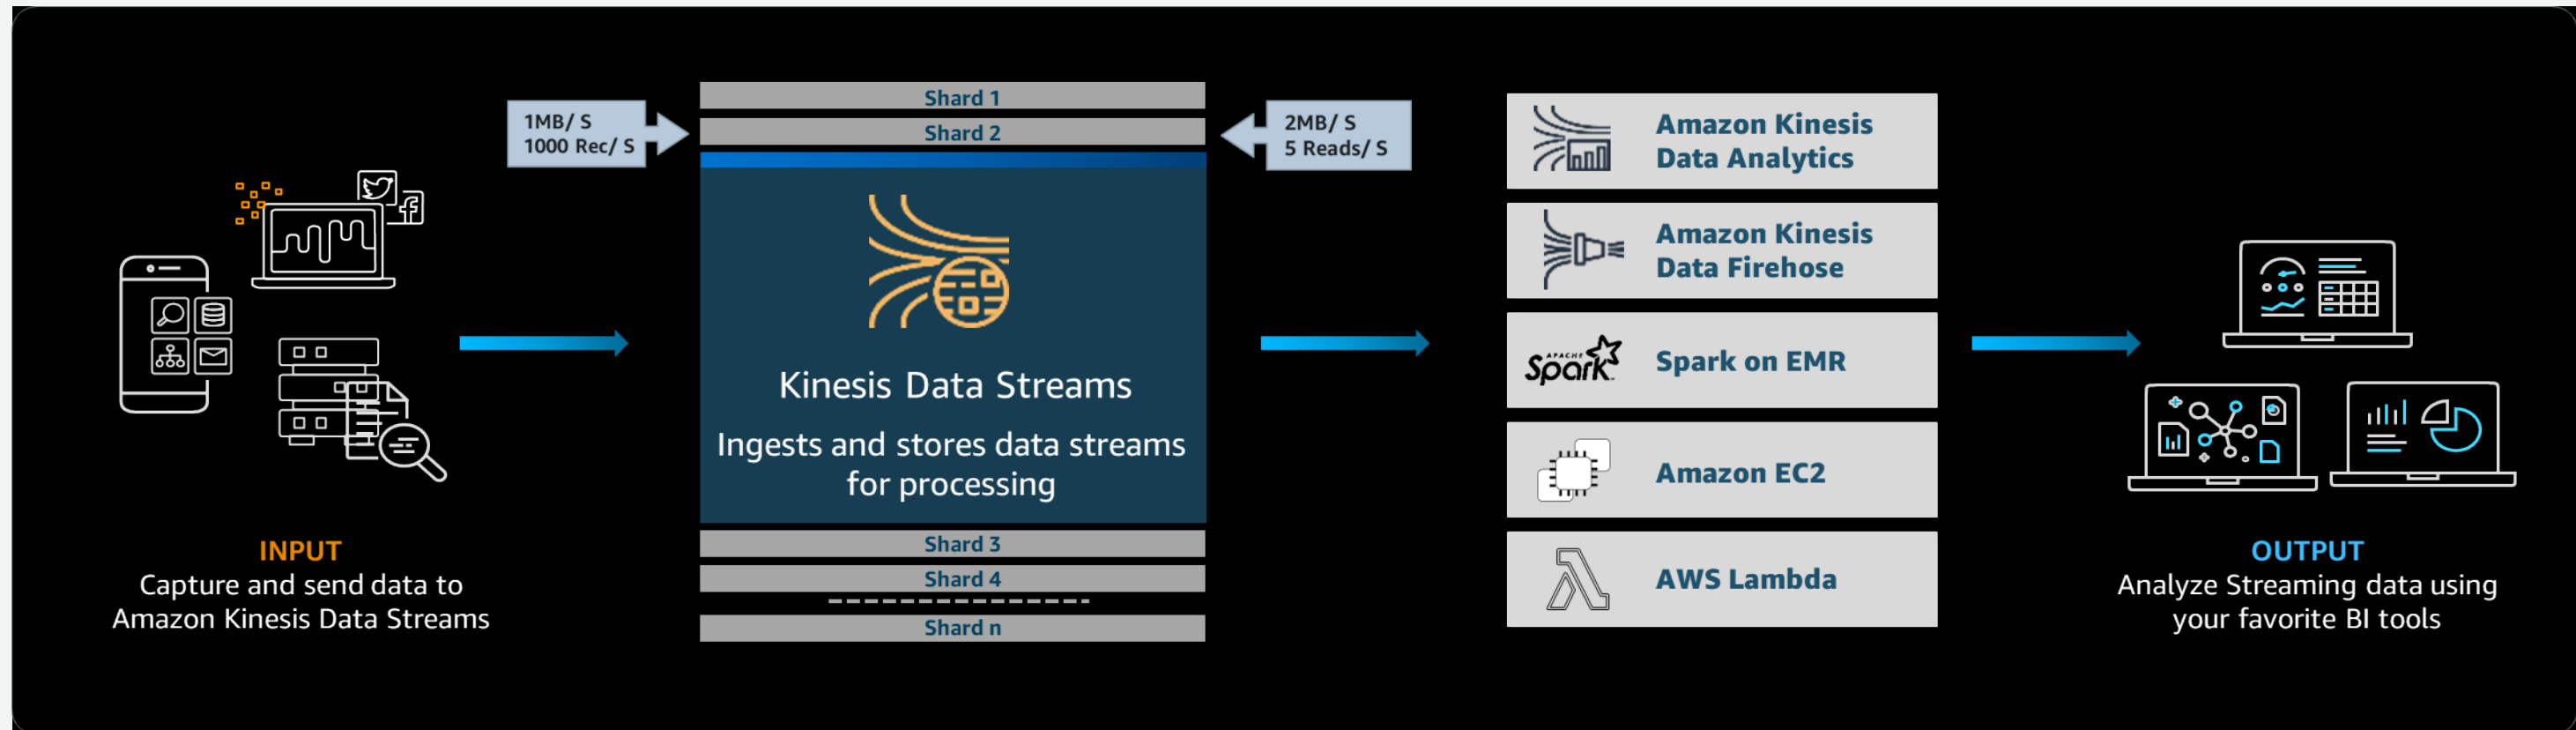 INPUT
Capture and send data to
Amazon Kinesis Data Streams
1MB/ S
1000 Rec/ S
Shard 1
Shard 2
Kinesis Data Streams
Ingests and stores data streams
for processing
Shard 3
Shard 4
Shard n
2MB/ S
5 Reads/ S
Amazon Kinesis
Data Analytics
Amazon Kinesis
Data Firehose
APACHE
Spark
Spark on EMR
Amazon EC2
AWS Lambda
OUTPUT
Analyze Streaming data using
your favorite BI tools